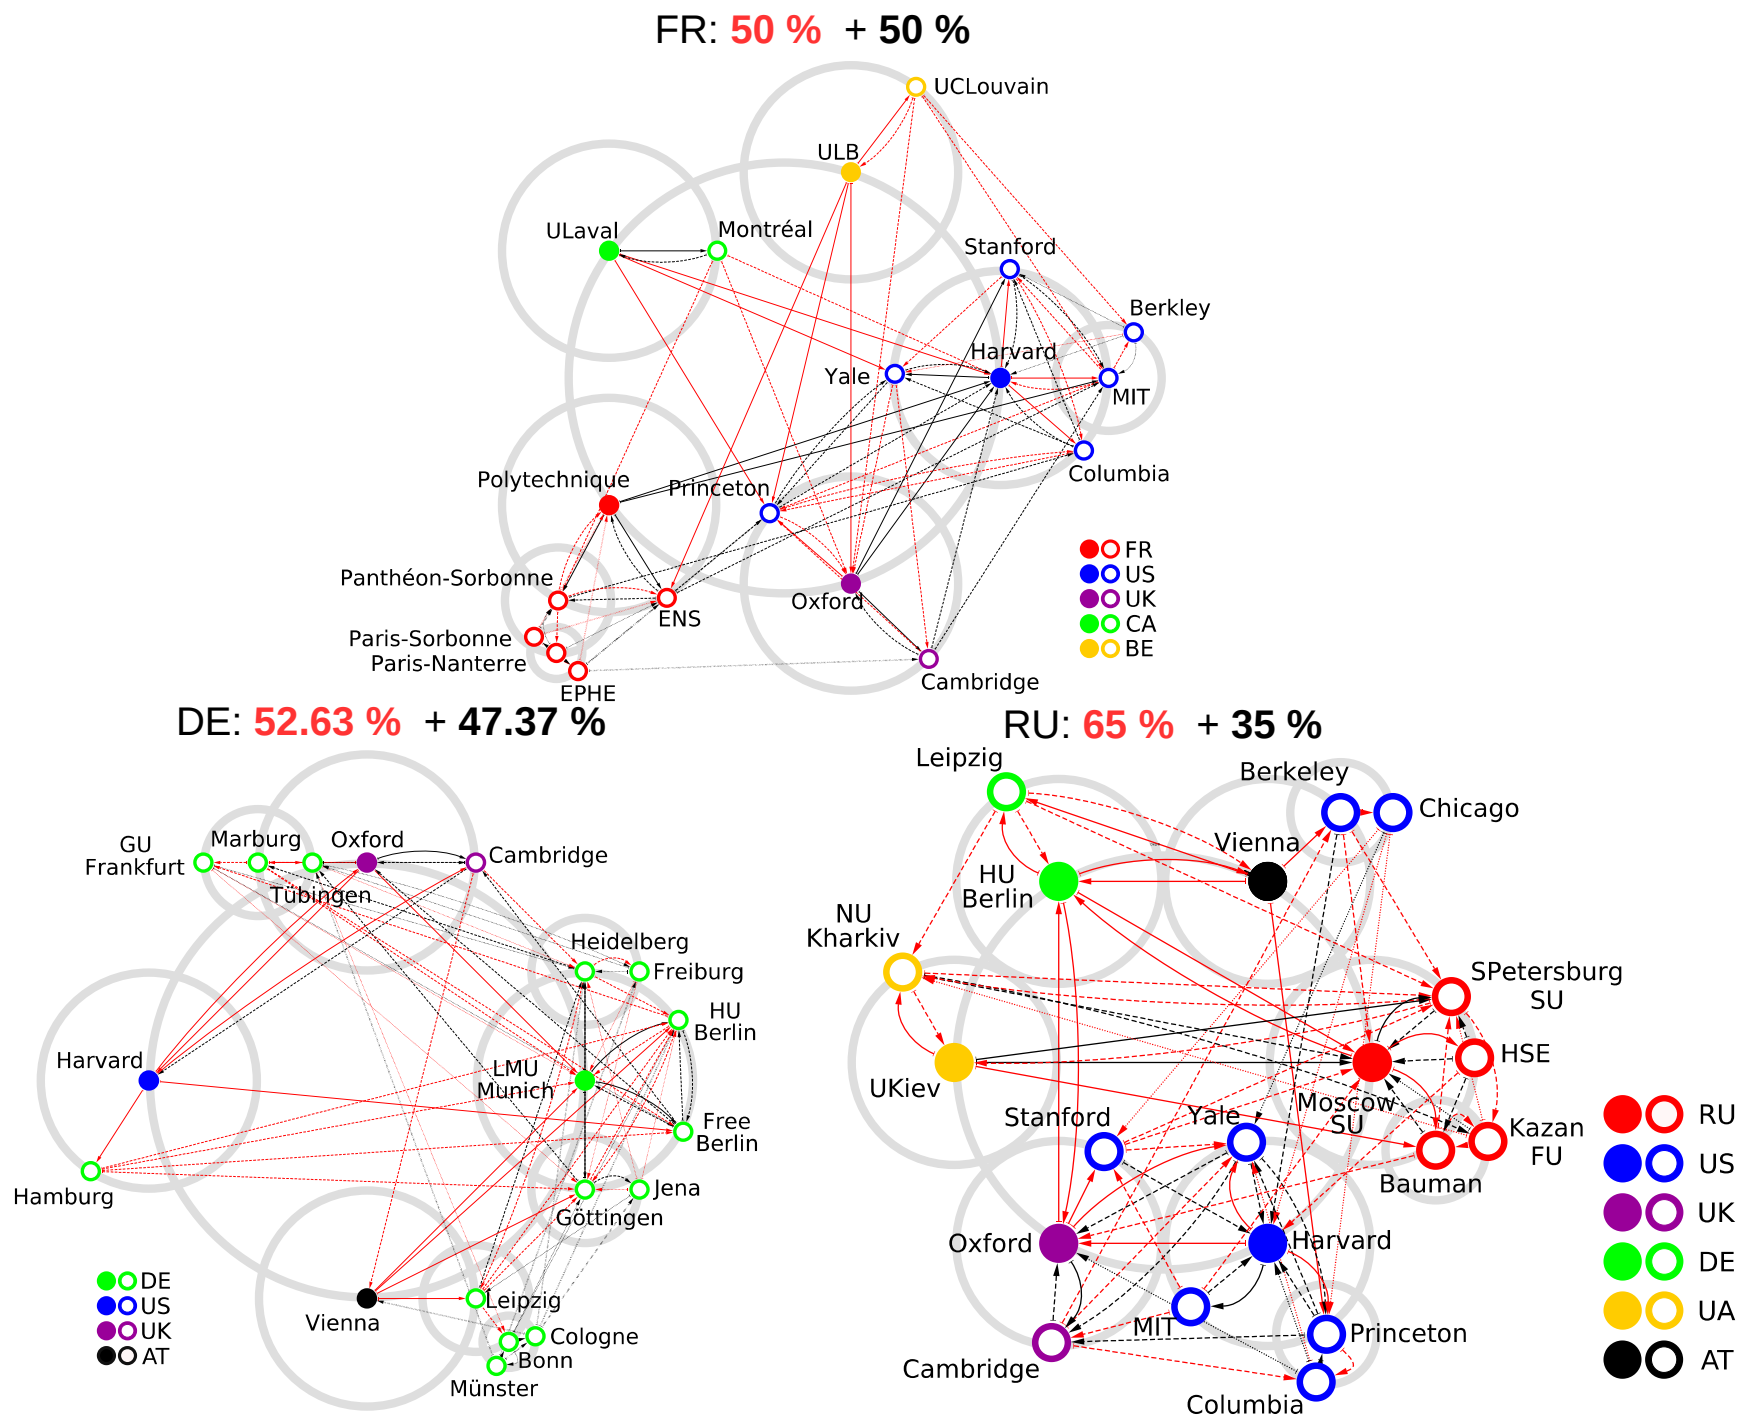 FR: 50 % + 50 %
UCLouvain
ULB
ULaval
Montréal
Stanford
Berkley
Harvard
Yale
MIT
Columbia
Polytechnique
Princeton
Panthéon-Sorbonne
Oxford
ENS
Paris-Sorbonne
Paris-Nanterre
EPHE
Cambridge
FR
US
UK
CA
BE
DE: 52.63 % + 47.37 %
GU
Frankfurt
Marburg
Oxford
Cambridge
Tübingen
Heidelberg
Freiburg
HU
Berlin
Harvard
LMU
Munich
Free
Berlin
Hamburg
Jena
Göttingen
Vienna
Leipzig
Cologne
Bonn
Münster
DE
US
UK
AT
RU: 65 % + 35 %
Leipzig
Berkeley
Chicago
Vienna
HU
Berlin
NU
Kharkiv
SPetersburg
SU
HSE
UKiev
Moscow
SU
Stanford
Yale
Kazan
FU
Bauman
Oxford
Harvard
MIT
Princeton
Cambridge
Columbia
RU
US
UK
DE
UA
AT